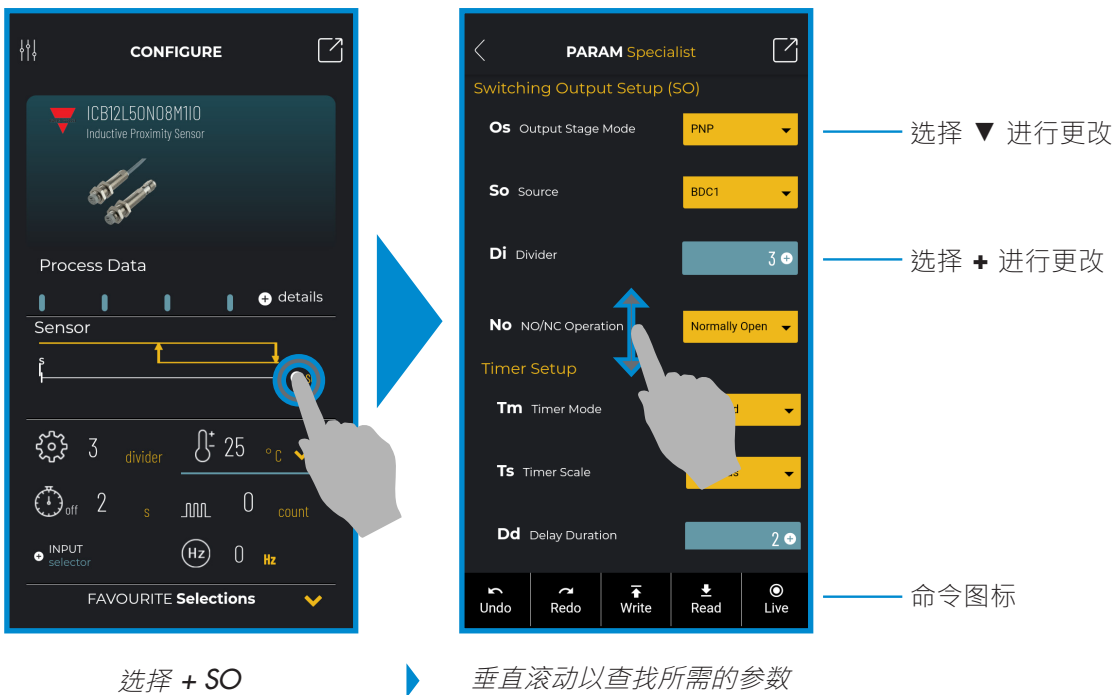 CONFIGURE
ICB12L50N08M1IO
Inductive Proximity Sensor
Process Data
details
Sensor
s
s
3 divider
25 °C
off 2 s
0 count
INPUT
selector
Hz 0 Hz
FAVOURITE Selections
选择 + SO
PARAM Specialist
Switching Output Setup (SO)
Os Output Stage Mode PNP
So Source BDC1
Di Divider 3
No NO/NC Operation Normally Open
Timer Setup
Tm Timer Mode
Ts Timer Scale
Dd Delay Duration 2
Undo Redo Write Read Live
垂直滚动以查找所需的参数
选择 ▼ 进行更改
选择 + 进行更改
命令图标